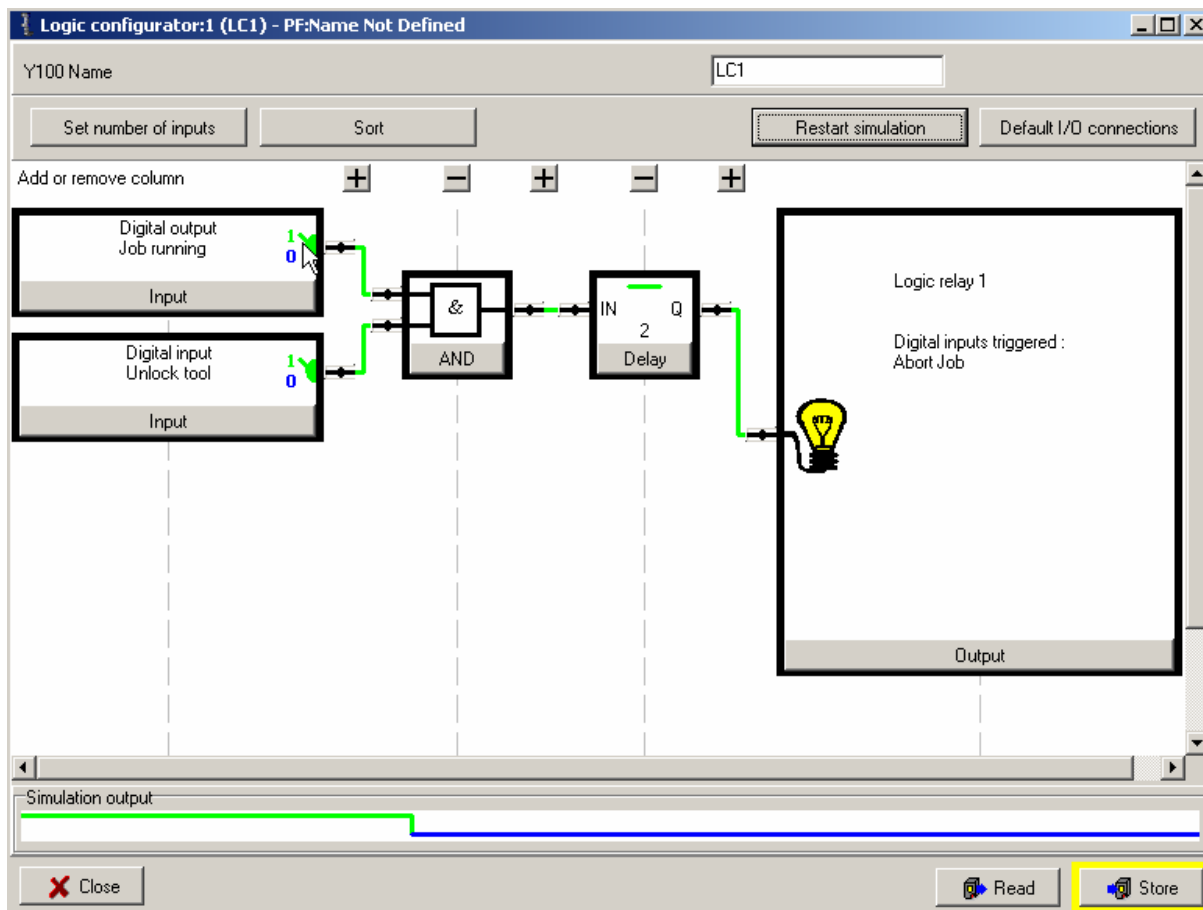 Logic configurator:1 (LC1) - PF:Name Not Defined
Y100 Name
LC1
Set number of inputs
Sort
Restart simulation
Default I/O connections
Add or remove column
Digital output
Job running
1
0
Input
Digital input
Unlock tool
1
0
Input
&
AND
IN
Q
2
Delay
Logic relay 1
Digital inputs triggered :
Abort Job
Output
Simulation output
Close
Read
Store